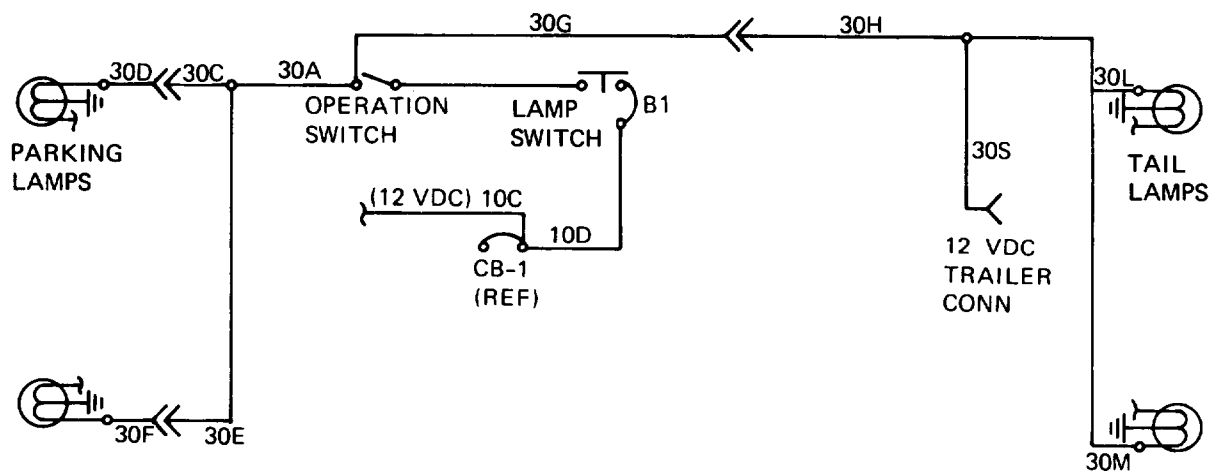 30G
30H
30D
30C
30A
30L
OPERATION
SWITCH
LAMP
SWITCH
B1
PARKING
LAMPS
30S
TAIL
LAMPS
(12 VDC) 10C
10D
CB-1
(REF)
12 VDC
TRAILER
CONN
30F
30E
30M